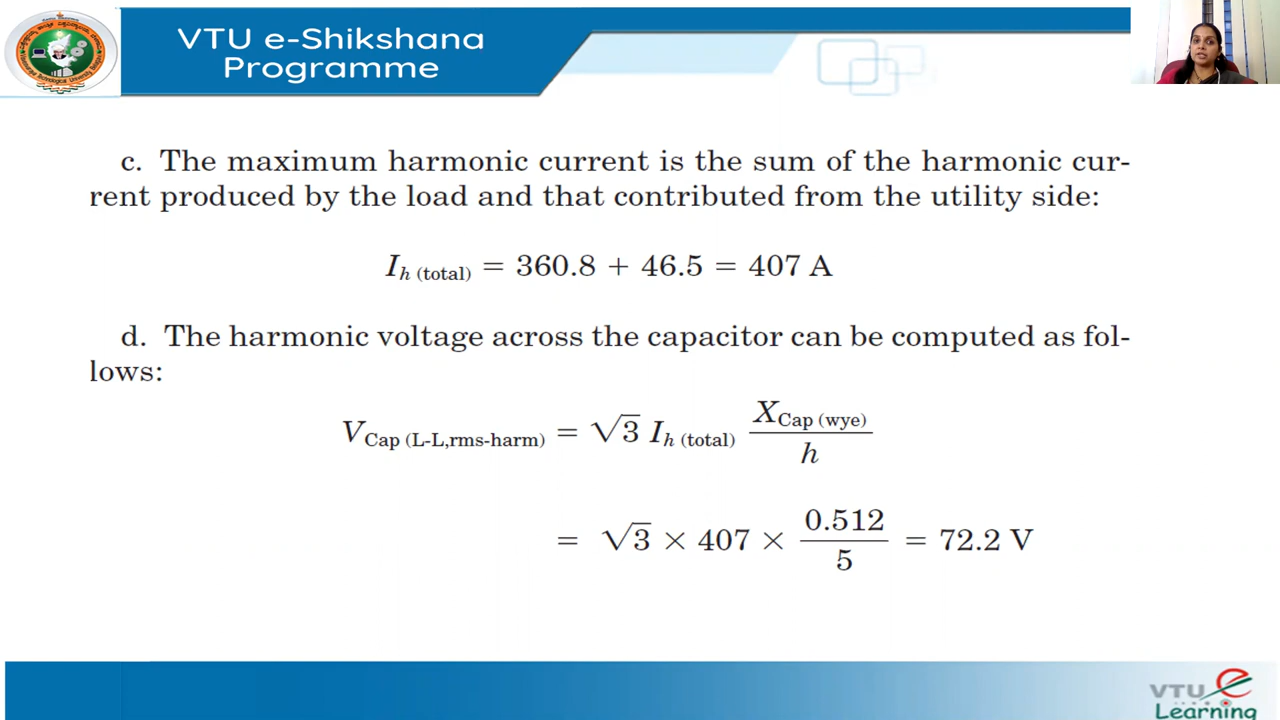 VTU e-Shikshana
Programme
c. The maximum harmonic current is the sum of the harmonic cur-
rent produced by the load and that contributed from the utility side:
I_h (total) = 360.8 + 46.5 = 407 A
d. The harmonic voltage across the capacitor can be computed as fol-
lows:
V_Cap (L-L,rms-harm) = √3 I_h (total) X_Cap (wye) / h
= √3 × 407 × 0.512 / 5 = 72.2 V
VTU
Learning